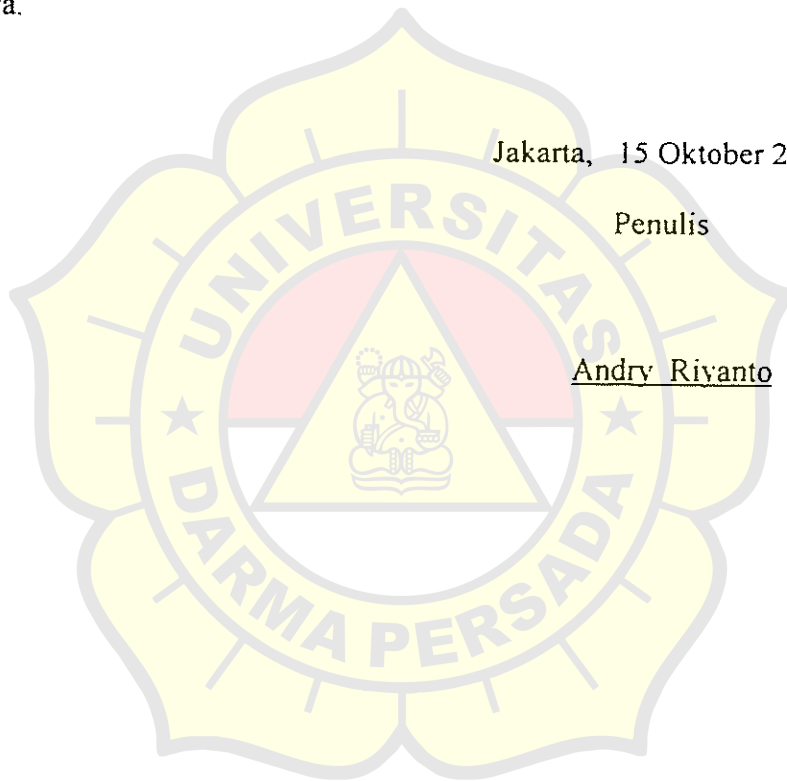 Jakarta, 15 Oktober 2
Penulis
Andry Riyanto
UNIVERSITAS
DARMA PERSADA